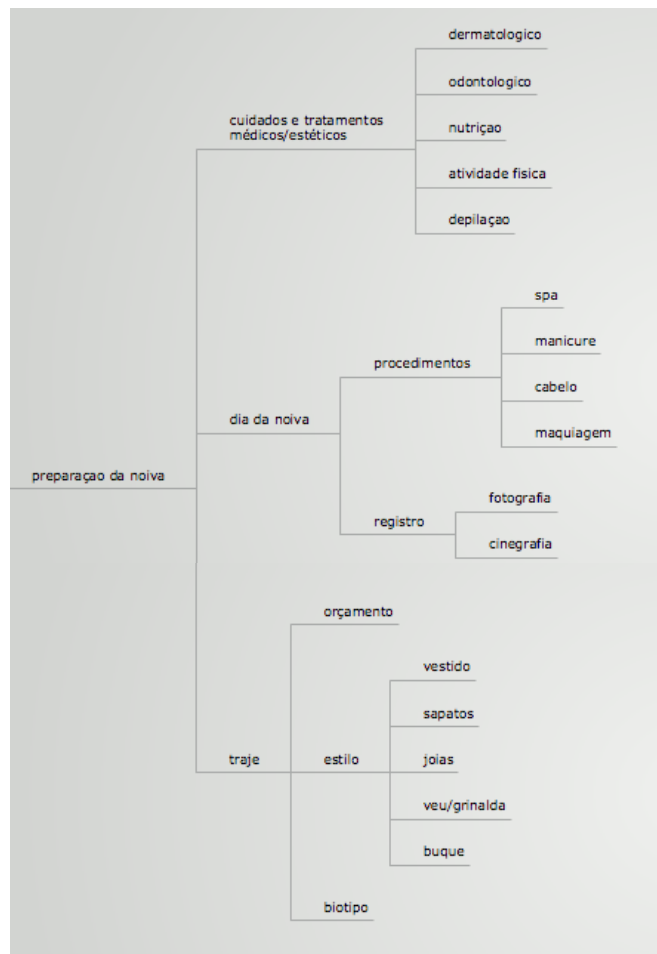 dermatologico
odontologico
cuidados e tratamentos
médicos/estéticos
nutriçao
atividade fisica
depilaçao
spa
manicure
procedimentos
cabelo
dia da noiva
maquiagem
preparaçao da noiva
fotografia
registro
cinegrafia
orçamento
vestido
sapatos
traje
estilo
joias
veu/grinalda
buque
biotipo